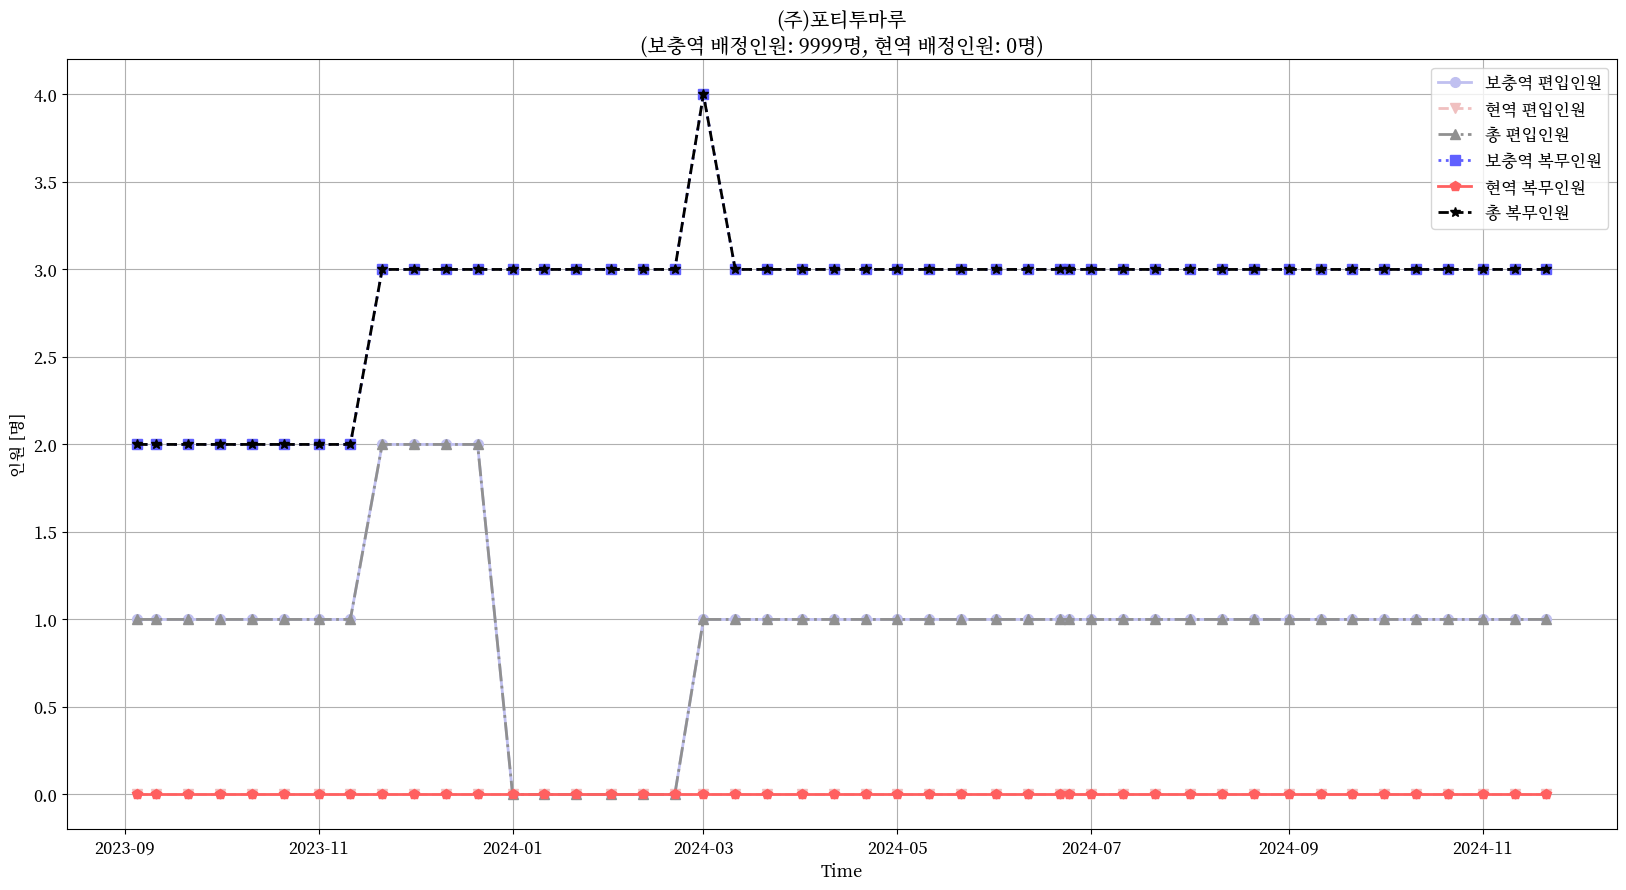 (주)포티투마루
(보충역 배정인원: 9999명, 현역 배정인원: 0명)
보충역 편입인원
현역 편입인원
총 편입인원
보충역 복무인원
현역 복무인원
총 복무인원
4.0
3.5
3.0
2.5
2.0
1.5
1.0
0.5
0.0
인원 [명]
2023-09 2023-11 2024-01 2024-03 2024-05 2024-07 2024-09 2024-11
Time